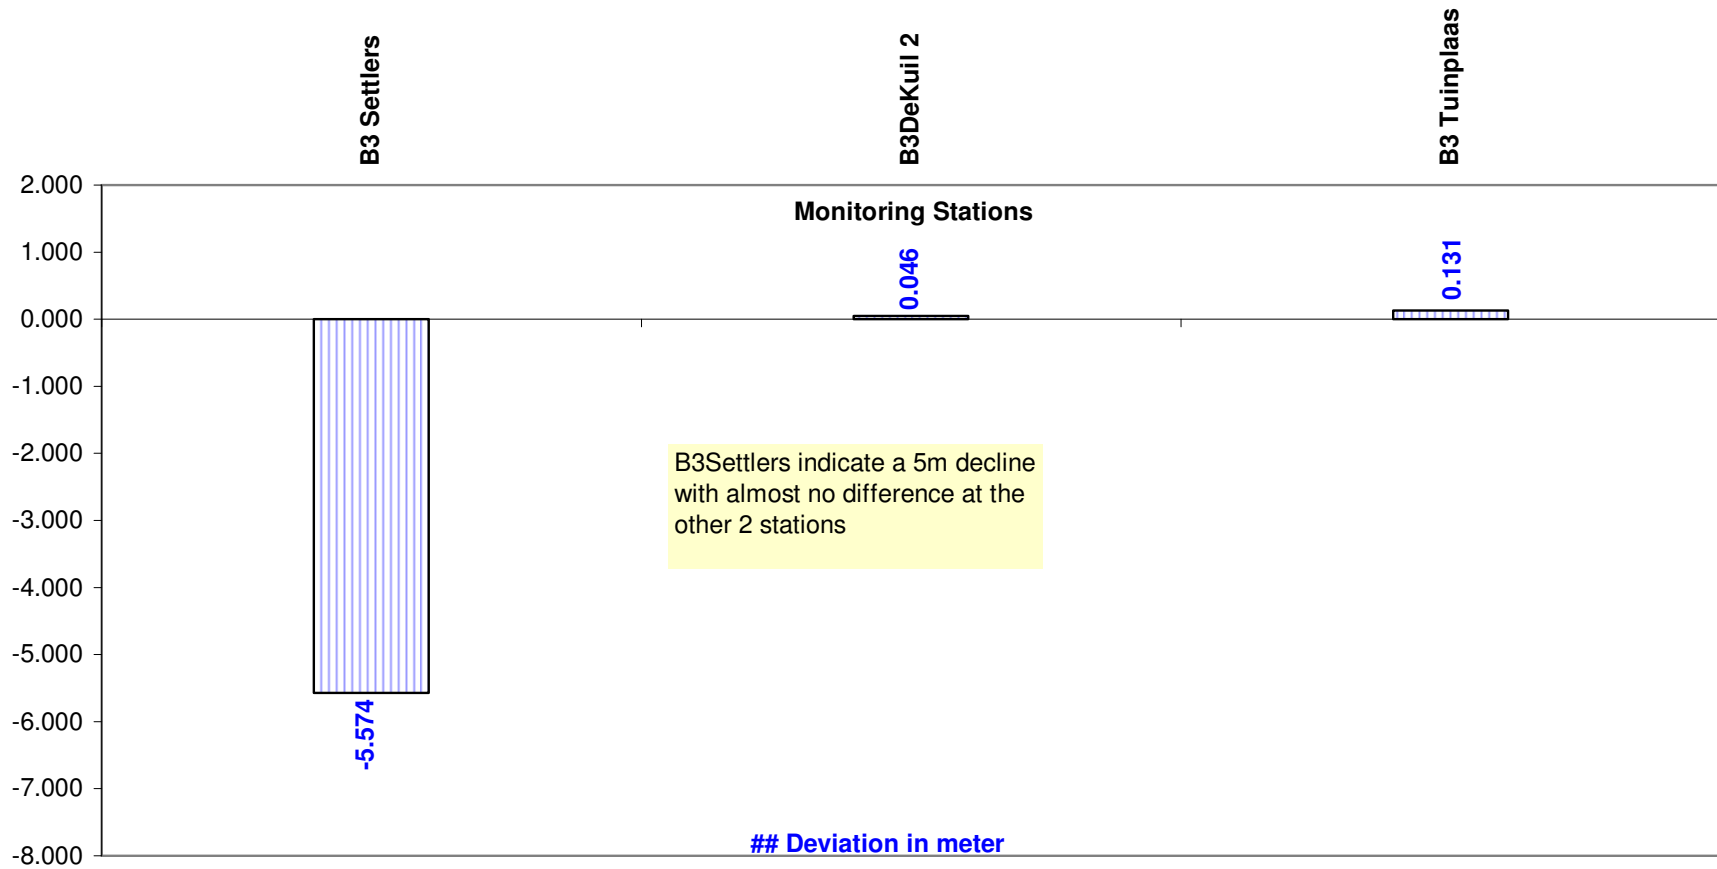 B3 Settlers
B3DeKuil 2
B3 Tuinplaas
2.000
Monitoring Stations
1.000
0.046
0.131
0.000
-1.000
-2.000
B3Settlers indicate a 5m decline
with almost no difference at the
other 2 stations
-3.000
-4.000
-5.000
-5.574
-6.000
-7.000
## Deviation in meter
-8.000